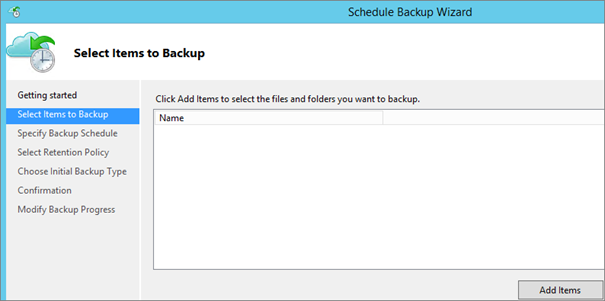 Schedule Backup Wizard
Select Items to Backup
Getting started
Select Items to Backup
Specify Backup Schedule
Select Retention Policy
Choose Initial Backup Type
Confirmation
Modify Backup Progress
Click Add Items to select the files and folders you want to backup.
Name
Add Items